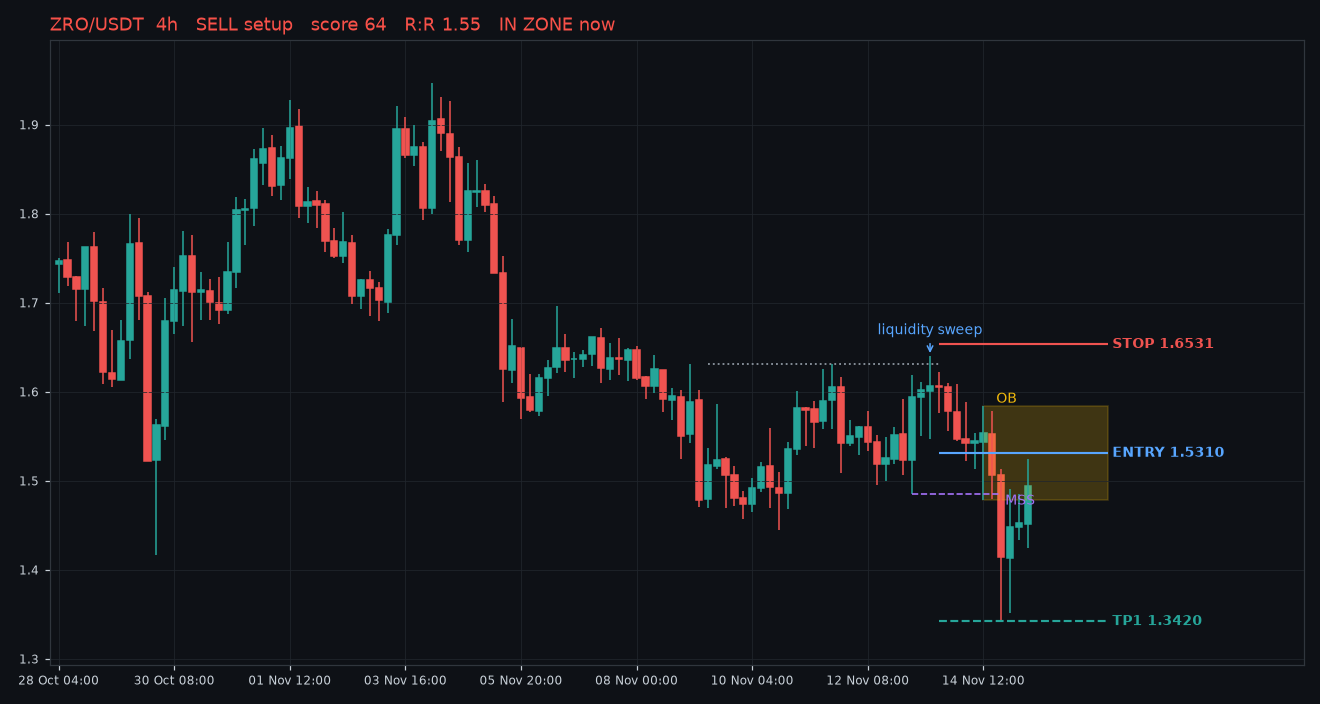 ZRO/USDT 4h SELL setup score 64 R:R 1.55 IN ZONE now
1.9
1.8
1.7
1.6
1.5
1.4
1.3
liquidity sweep
STOP 1.6531
OB
ENTRY 1.5310
MSS
TP1 1.3420
28 Oct 04:00 30 Oct 08:00 01 Nov 12:00 03 Nov 16:00 05 Nov 20:00 08 Nov 00:00 10 Nov 04:00 12 Nov 08:00 14 Nov 12:00